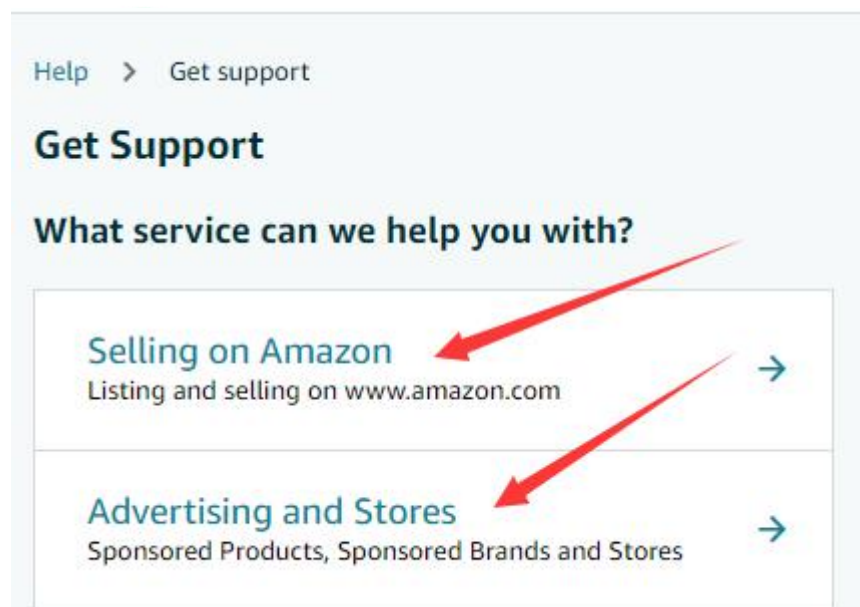 Help > Get support
Get Support
What service can we help you with?
Selling on Amazon
Listing and selling on www.amazon.com
Advertising and Stores
Sponsored Products, Sponsored Brands and Stores